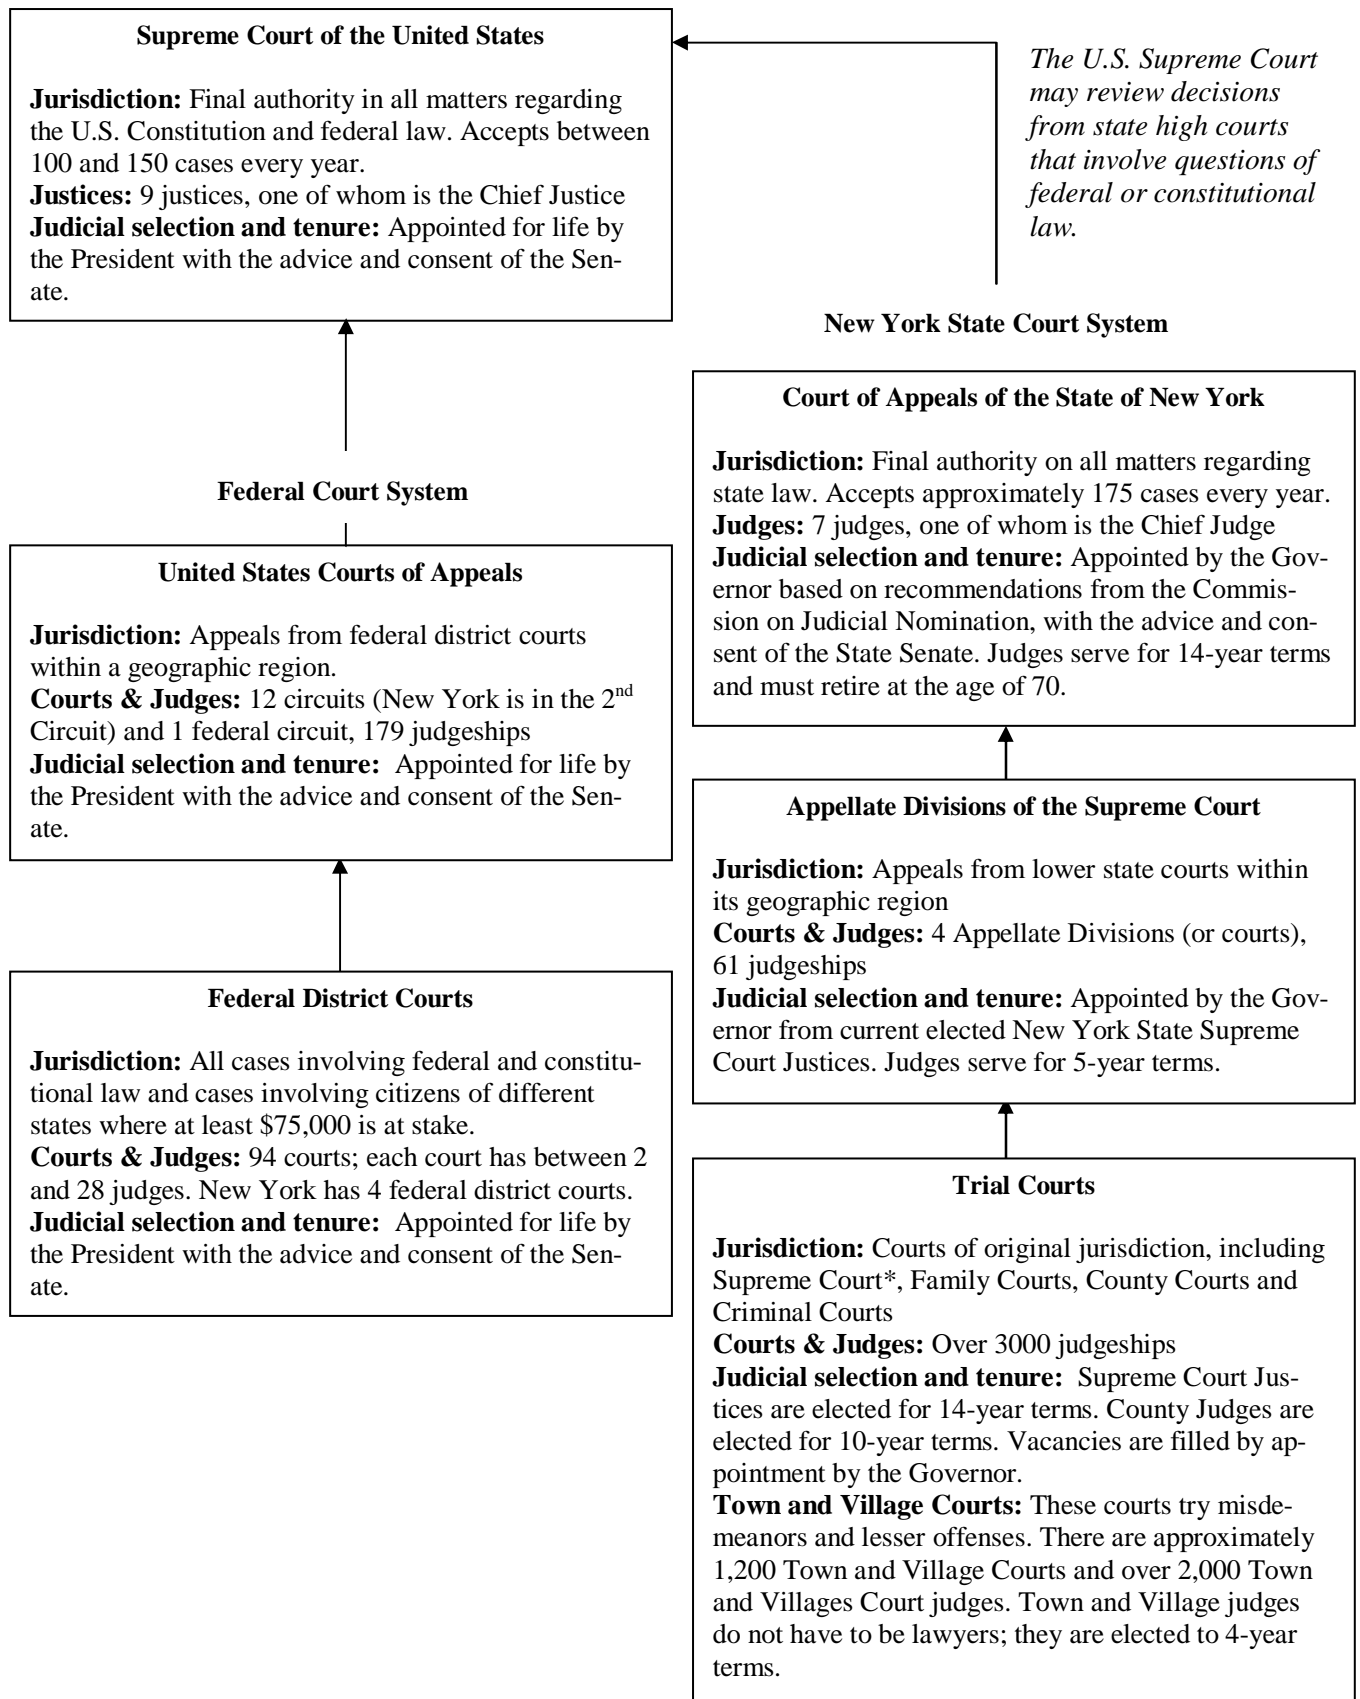 Supreme Court of the United States
Jurisdiction: Final authority in all matters regarding
the U.S. Constitution and federal law. Accepts between
100 and 150 cases every year.
Justices: 9 justices, one of whom is the Chief Justice
Judicial selection and tenure: Appointed for life by
the President with the advice and consent of the Sen-
ate.
The U.S. Supreme Court
may review decisions
from state high courts
that involve questions of
federal or constitutional
law.
Federal Court System
United States Courts of Appeals
Jurisdiction: Appeals from federal district courts
within a geographic region.
Courts & Judges: 12 circuits (New York is in the 2nd
Circuit) and 1 federal circuit, 179 judgeships
Judicial selection and tenure: Appointed for life by
the President with the advice and consent of the Sen-
ate.
Federal District Courts
Jurisdiction: All cases involving federal and constitu-
tional law and cases involving citizens of different
states where at least $75,000 is at stake.
Courts & Judges: 94 courts; each court has between 2
and 28 judges. New York has 4 federal district courts.
Judicial selection and tenure: Appointed for life by
the President with the advice and consent of the Sen-
ate.
New York State Court System
Court of Appeals of the State of New York
Jurisdiction: Final authority on all matters regarding
state law. Accepts approximately 175 cases every year.
Judges: 7 judges, one of whom is the Chief Judge
Judicial selection and tenure: Appointed by the Gov-
ernor based on recommendations from the Commis-
sion on Judicial Nomination, with the advice and con-
sent of the State Senate. Judges serve for 14-year terms
and must retire at the age of 70.
Appellate Divisions of the Supreme Court
Jurisdiction: Appeals from lower state courts within
its geographic region
Courts & Judges: 4 Appellate Divisions (or courts),
61 judgeships
Judicial selection and tenure: Appointed by the Gov-
ernor from current elected New York State Supreme
Court Justices. Judges serve for 5-year terms.
Trial Courts
Jurisdiction: Courts of original jurisdiction, including
Supreme Court*, Family Courts, County Courts and
Criminal Courts
Courts & Judges: Over 3000 judgeships
Judicial selection and tenure: Supreme Court Jus-
tices are elected for 14-year terms. County Judges are
elected for 10-year terms. Vacancies are filled by ap-
pointment by the Governor.
Town and Village Courts: These courts try misde-
meanors and lesser offenses. There are approximately
1,200 Town and Village Courts and over 2,000 Town
and Villages Court judges. Town and Village judges
do not have to be lawyers; they are elected to 4-year
terms.